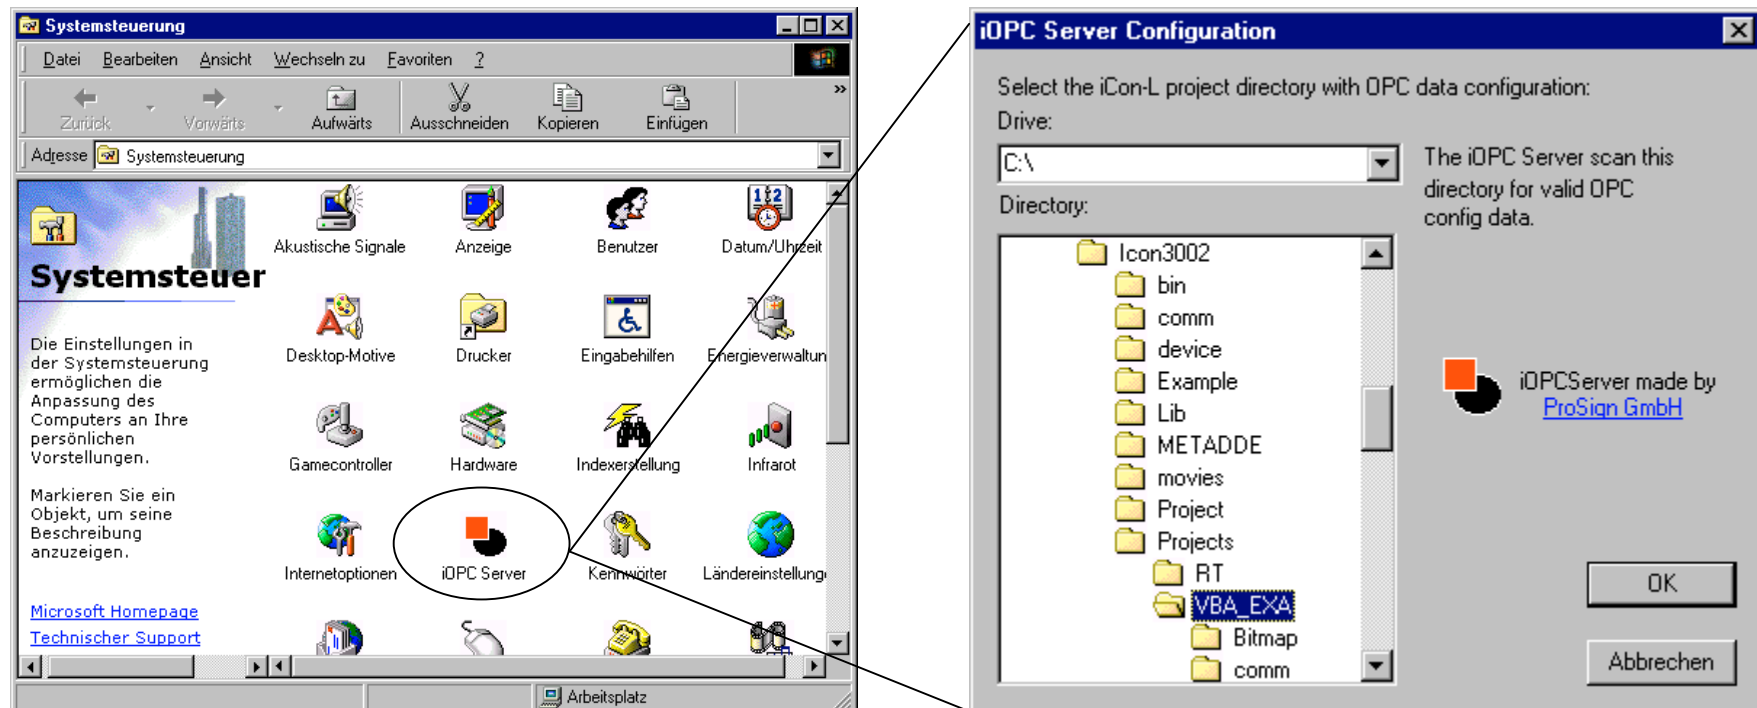 Systemsteuerung
Datei Bearbeiten Ansicht Wechseln zu Favoriten ?
Zurück Vorwärts Aufwärts Ausschneiden Kopieren Einfügen »
Adresse Systemsteuerung
Systemsteuer
Die Einstellungen in
der Systemsteuerung
ermöglichen die
Anpassung des
Computers an Ihre
persönlichen
Vorstellungen.
Markieren Sie ein
Objekt, um seine
Beschreibung
anzuzeigen.
Microsoft Homepage
Technischer Support
Akustische Signale Anzeige Benutzer Datum/Uhrzeit
Desktop-Motive Drucker Eingabehilfen Energieverwaltun
Gamecontroller Hardware Indexerstellung Infrarot
Internetoptionen iOPC Server Kennwörter Ländereinstellunge
Arbeitsplatz
iOPC Server Configuration
Select the iCon-L project directory with OPC data configuration:
Drive:
C:\
Directory:
Icon3002
bin
comm
device
Example
Lib
METADDE
movies
Project
Projects
RT
VBA_EXA
Bitmap
comm
The iOPC Server scan this
directory for valid OPC
config data.
iOPCServer made by
ProSign GmbH
OK
Abbrechen